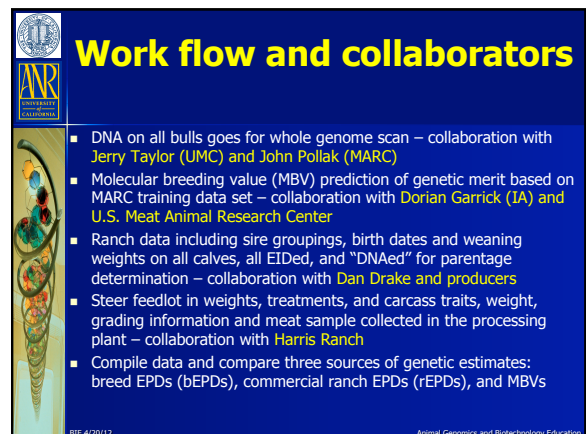 Work flow and collaborators
ANR
UNIVERSITY
of
CALIFORNIA
DNA on all bulls goes for whole genome scan – collaboration with
Jerry Taylor (UMC) and John Pollak (MARC)
Molecular breeding value (MBV) prediction of genetic merit based on
MARC training data set – collaboration with Dorian Garrick (IA) and
U.S. Meat Animal Research Center
Ranch data including sire groupings, birth dates and weaning
weights on all calves, all EIDed, and “DNAed” for parentage
determination – collaboration with Dan Drake and producers
Steer feedlot in weights, treatments, and carcass traits, weight,
grading information and meat sample collected in the processing
plant – collaboration with Harris Ranch
Compile data and compare three sources of genetic estimates:
breed EPDs (bEPDs), commercial ranch EPDs (rEPDs), and MBVs
BIF 4/20/12
Animal Genomics and Biotechnology Education